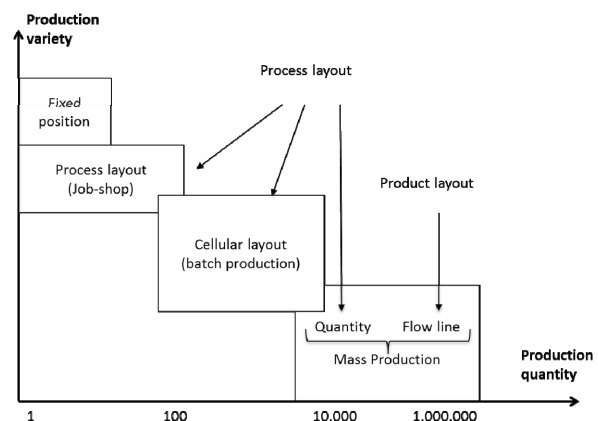 Production
variety
Process layout
Fixed
position
Process layout
(Job-shop)
Product layout
Cellular layout
(batch production)
Quantity
Flow line
Mass Production
Production
quantity
1
100
10.000
1.000.000